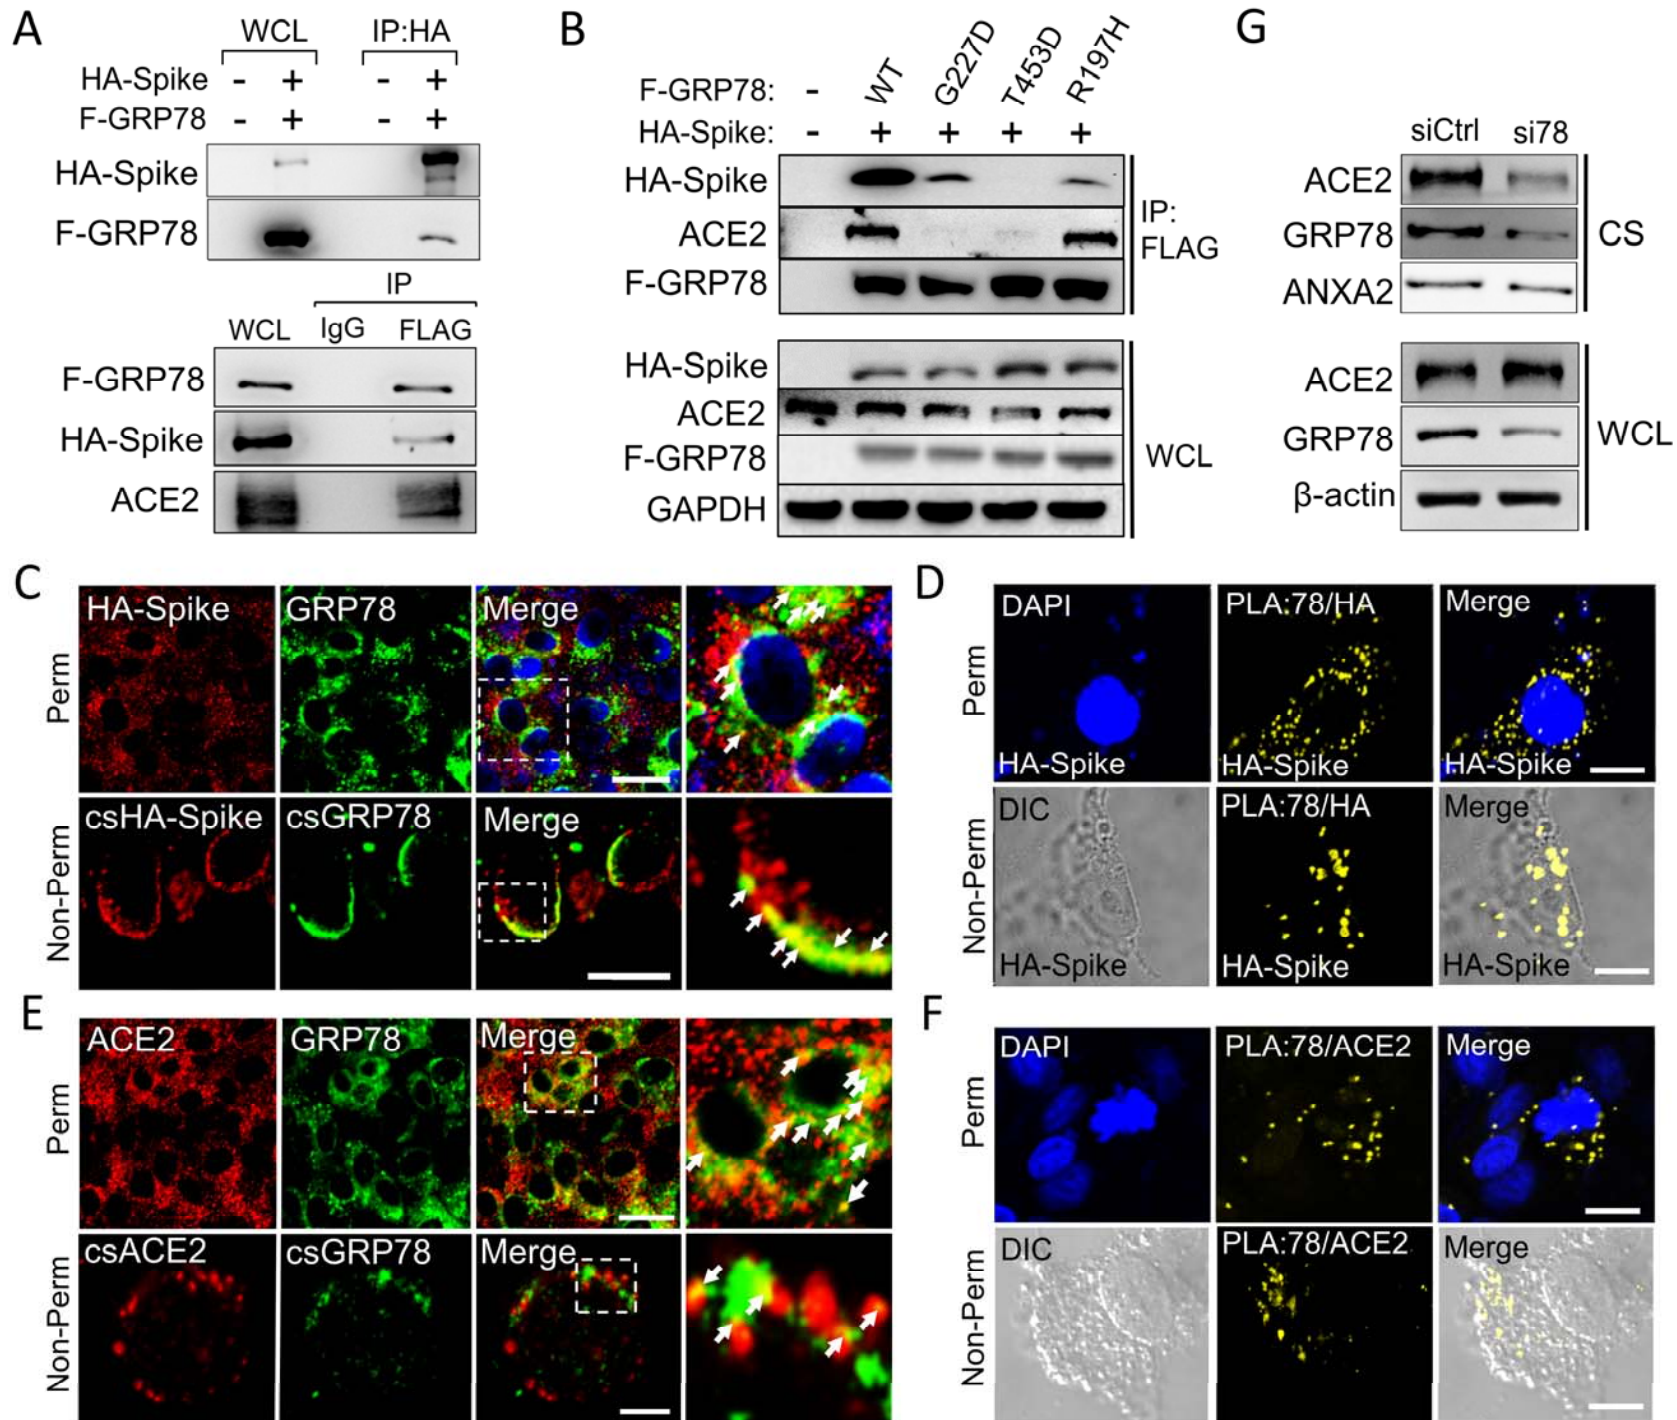 A
WCL IP:HA
HA-Spike - + - +
F-GRP78 - + - +
HA-Spike
F-GRP78
IP
WCL IgG FLAG
F-GRP78
HA-Spike
ACE2
B
F-GRP78: - WT G227D T453D R197H
HA-Spike: - + + + +
HA-Spike
ACE2
F-GRP78
IP:
FLAG
HA-Spike
ACE2
F-GRP78
GAPDH
WCL
G
siCtrl si78
ACE2
GRP78
ANXA2
CS
ACE2
GRP78
β-actin
WCL
C
Perm
HA-Spike GRP78 Merge
Non-Perm
csHA-Spike csGRP78 Merge
D
Perm
DAPI PLA:78/HA Merge
HA-Spike HA-Spike HA-Spike
Non-Perm
DIC PLA:78/HA Merge
HA-Spike HA-Spike HA-Spike
E
Perm
ACE2 GRP78 Merge
Non-Perm
csACE2 csGRP78 Merge
F
Perm
DAPI PLA:78/ACE2 Merge
Non-Perm
DIC PLA:78/ACE2 Merge